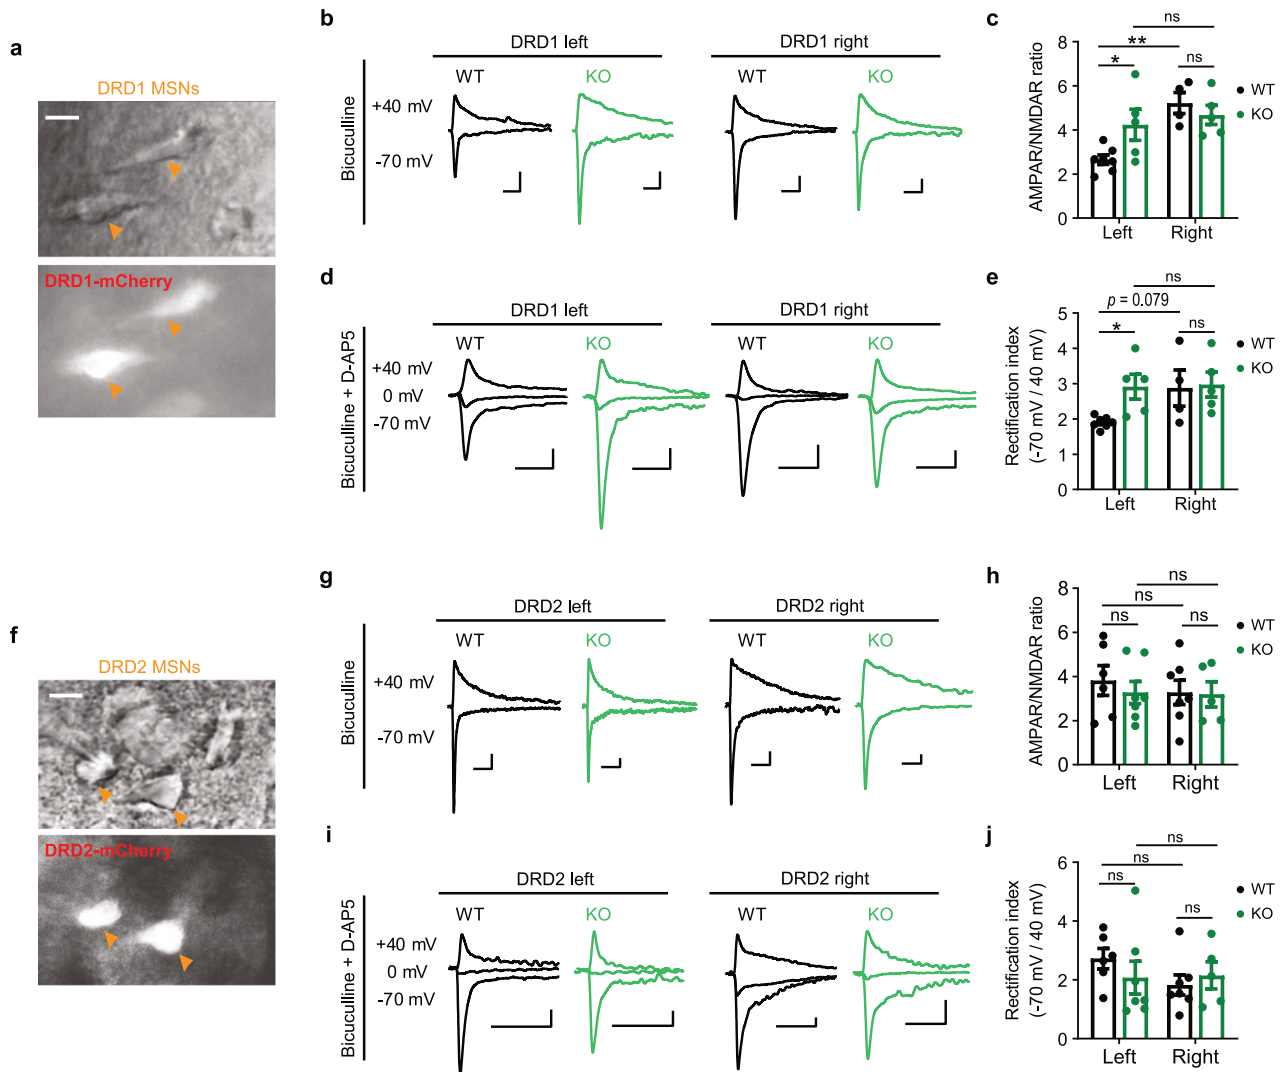 a
DRD1 MSNs
DRD1-mCherry
b
DRD1 left
DRD1 right
WT
KO
WT
KO
Bicuculline
+40 mV
-70 mV
c
ns
**
*
ns
AMPAR/NMDAR ratio
8
6
4
2
0
Left
Right
WT
KO
d
DRD1 left
DRD1 right
WT
KO
WT
KO
Bicuculline + D-AP5
+40 mV
0 mV
-70 mV
e
ns
p = 0.079
*
ns
Rectification index
(-70 mV / 40 mV)
5
4
3
2
1
0
Left
Right
WT
KO
f
DRD2 MSNs
DRD2-mCherry
g
DRD2 left
DRD2 right
WT
KO
WT
KO
Bicuculline
+40 mV
-70 mV
h
ns
ns
ns
ns
AMPAR/NMDAR ratio
8
6
4
2
0
Left
Right
WT
KO
i
DRD2 left
DRD2 right
WT
KO
WT
KO
Bicuculline + D-AP5
+40 mV
0 mV
-70 mV
j
ns
ns
ns
ns
Rectification index
(-70 mV / 40 mV)
6
4
2
0
Left
Right
WT
KO